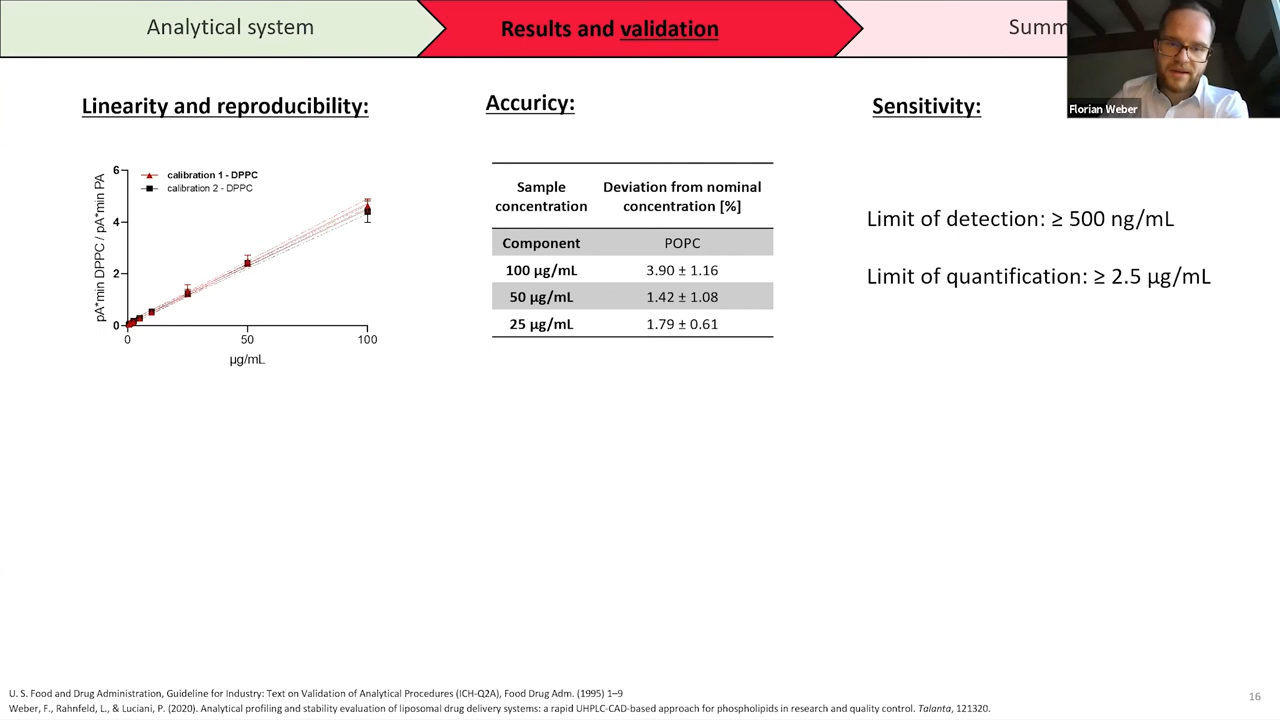 Analytical system
Results and validation
Summ
Florian Weber
Linearity and reproducibility:
Accuricy:
Sensitivity:
calibration 1 - DPPC
calibration 2 - DPPC
pA*min DPPC / pA*min PA
6
4
2
0
0 50 100
µg/mL
Sample concentration
Deviation from nominal concentration [%]
Component POPC
100 µg/mL 3.90 ± 1.16
50 µg/mL 1.42 ± 1.08
25 µg/mL 1.79 ± 0.61
Limit of detection: ≥ 500 ng/mL
Limit of quantification: ≥ 2.5 µg/mL
U. S. Food and Drug Administration, Guideline for Industry: Text on Validation of Analytical Procedures (ICH-Q2A), Food Drug Adm. (1995) 1–9
Weber, F., Rahnfeld, L., & Luciani, P. (2020). Analytical profiling and stability evaluation of liposomal drug delivery systems: a rapid UHPLC-CAD-based approach for phospholipids in research and quality control. Talanta, 121320.
16